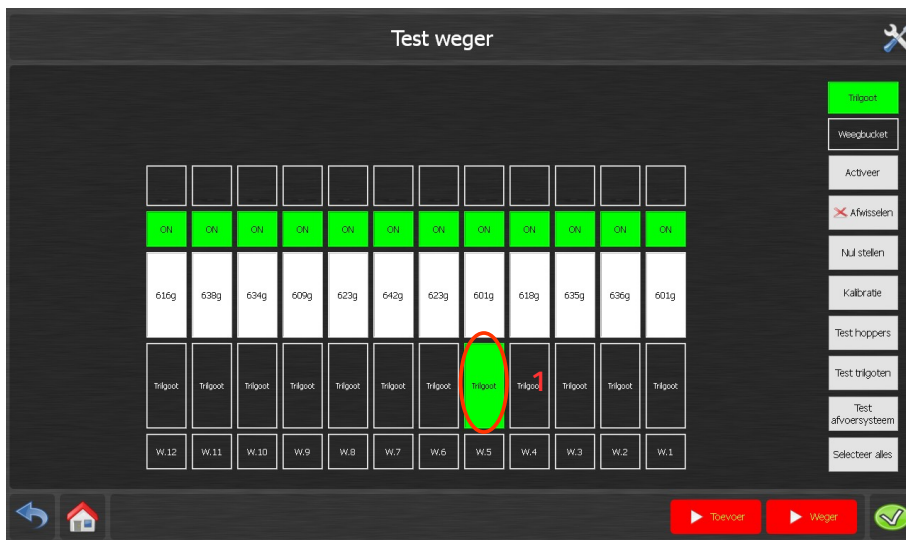 Test weger
Trilgoot
Weegbucket
Activeer
Afwisselen
Nul stellen
Kalibratie
Test hoppers
Test trilgoten
Test
afvoersysteem
Selecteer alles
ON ON ON ON ON ON ON ON ON ON ON ON
616g 638g 634g 609g 623g 642g 623g 601g 618g 635g 636g 601g
Trilgoot Trilgoot Trilgoot Trilgoot Trilgoot Trilgoot Trilgoot Trilgoot Trilgoot 1 Trilgoot Trilgoot Trilgoot
W.12 W.11 W.10 W.9 W.8 W.7 W.6 W.5 W.4 W.3 W.2 W.1
Toevoer Weger